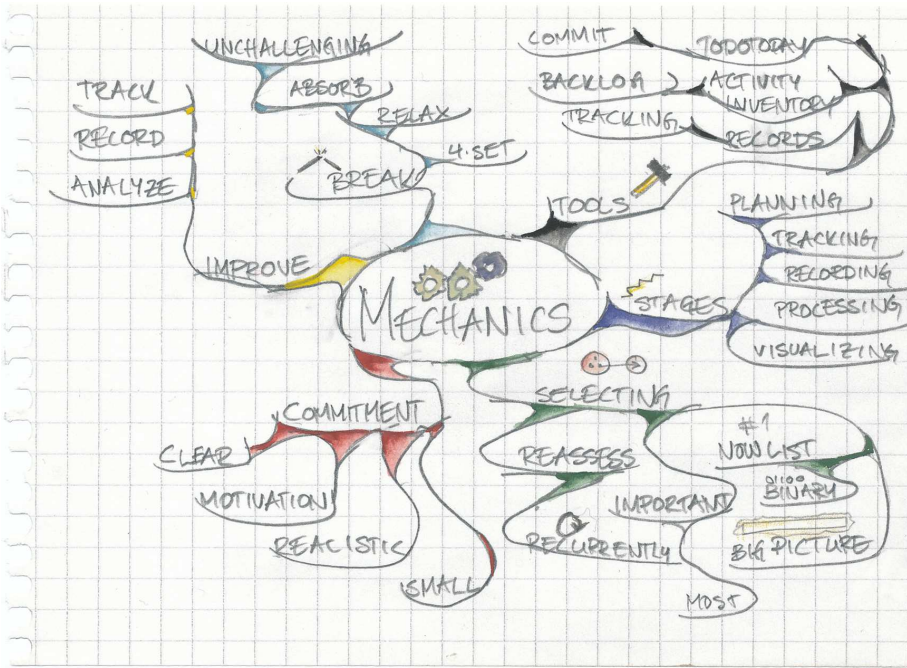 UNCHALLENGING
ABSORB
RELAX
4-SET
BREAK
TRACK
RECORD
ANALYZE
IMPROVE
COMMIT
TODOTODAY
BACKLOG
ACTIVITY
INVENTORY
TRACKING
RECORDS
TOOLS
PLANNING
TRACKING
RECORDING
PROCESSING
VISUALIZING
STAGES
MECHANICS
SELECTING
COMMITMENT
CLEAR
MOTIVATION
REALISTIC
SMALL
REASSESS
RECURRENTLY
IMPORTANT
MOST
#1
NOW LIST
01100
BINARY
BIG PICTURE